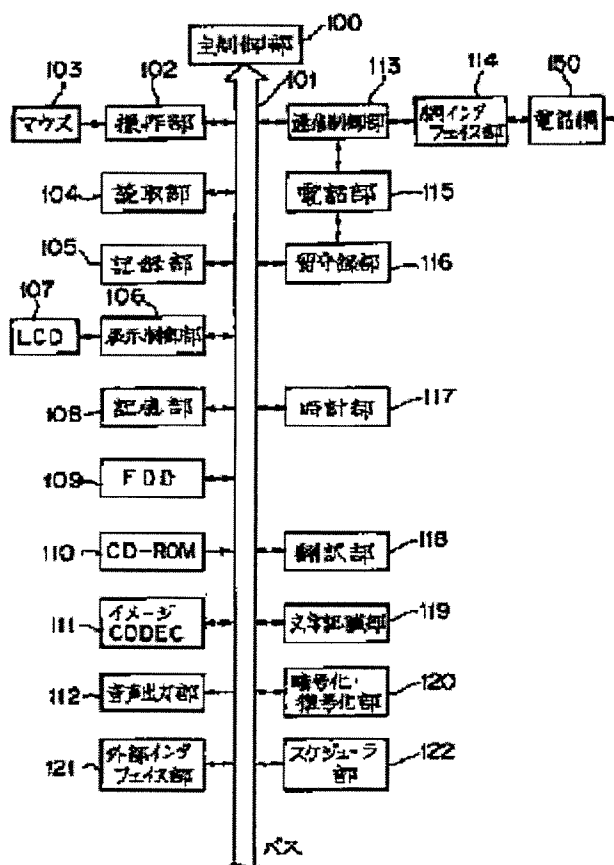 100
主制御部
103
102
101
113
114
150
マウス
操作部
通信制御部
網インタ
フェイス部
電話網
104
読取部
電話部
115
105
記録部
留守録部
116
107
106
LCD
表示制御部
108
記憶部
時計部
117
109
FDD
110
CD-ROM
翻訳部
118
111
イメージ
CODEC
文字認識部
119
112
音声出力部
暗号化・
復号化部
120
121
外部インタ
フェイス部
スケジューラ
部
122
バス